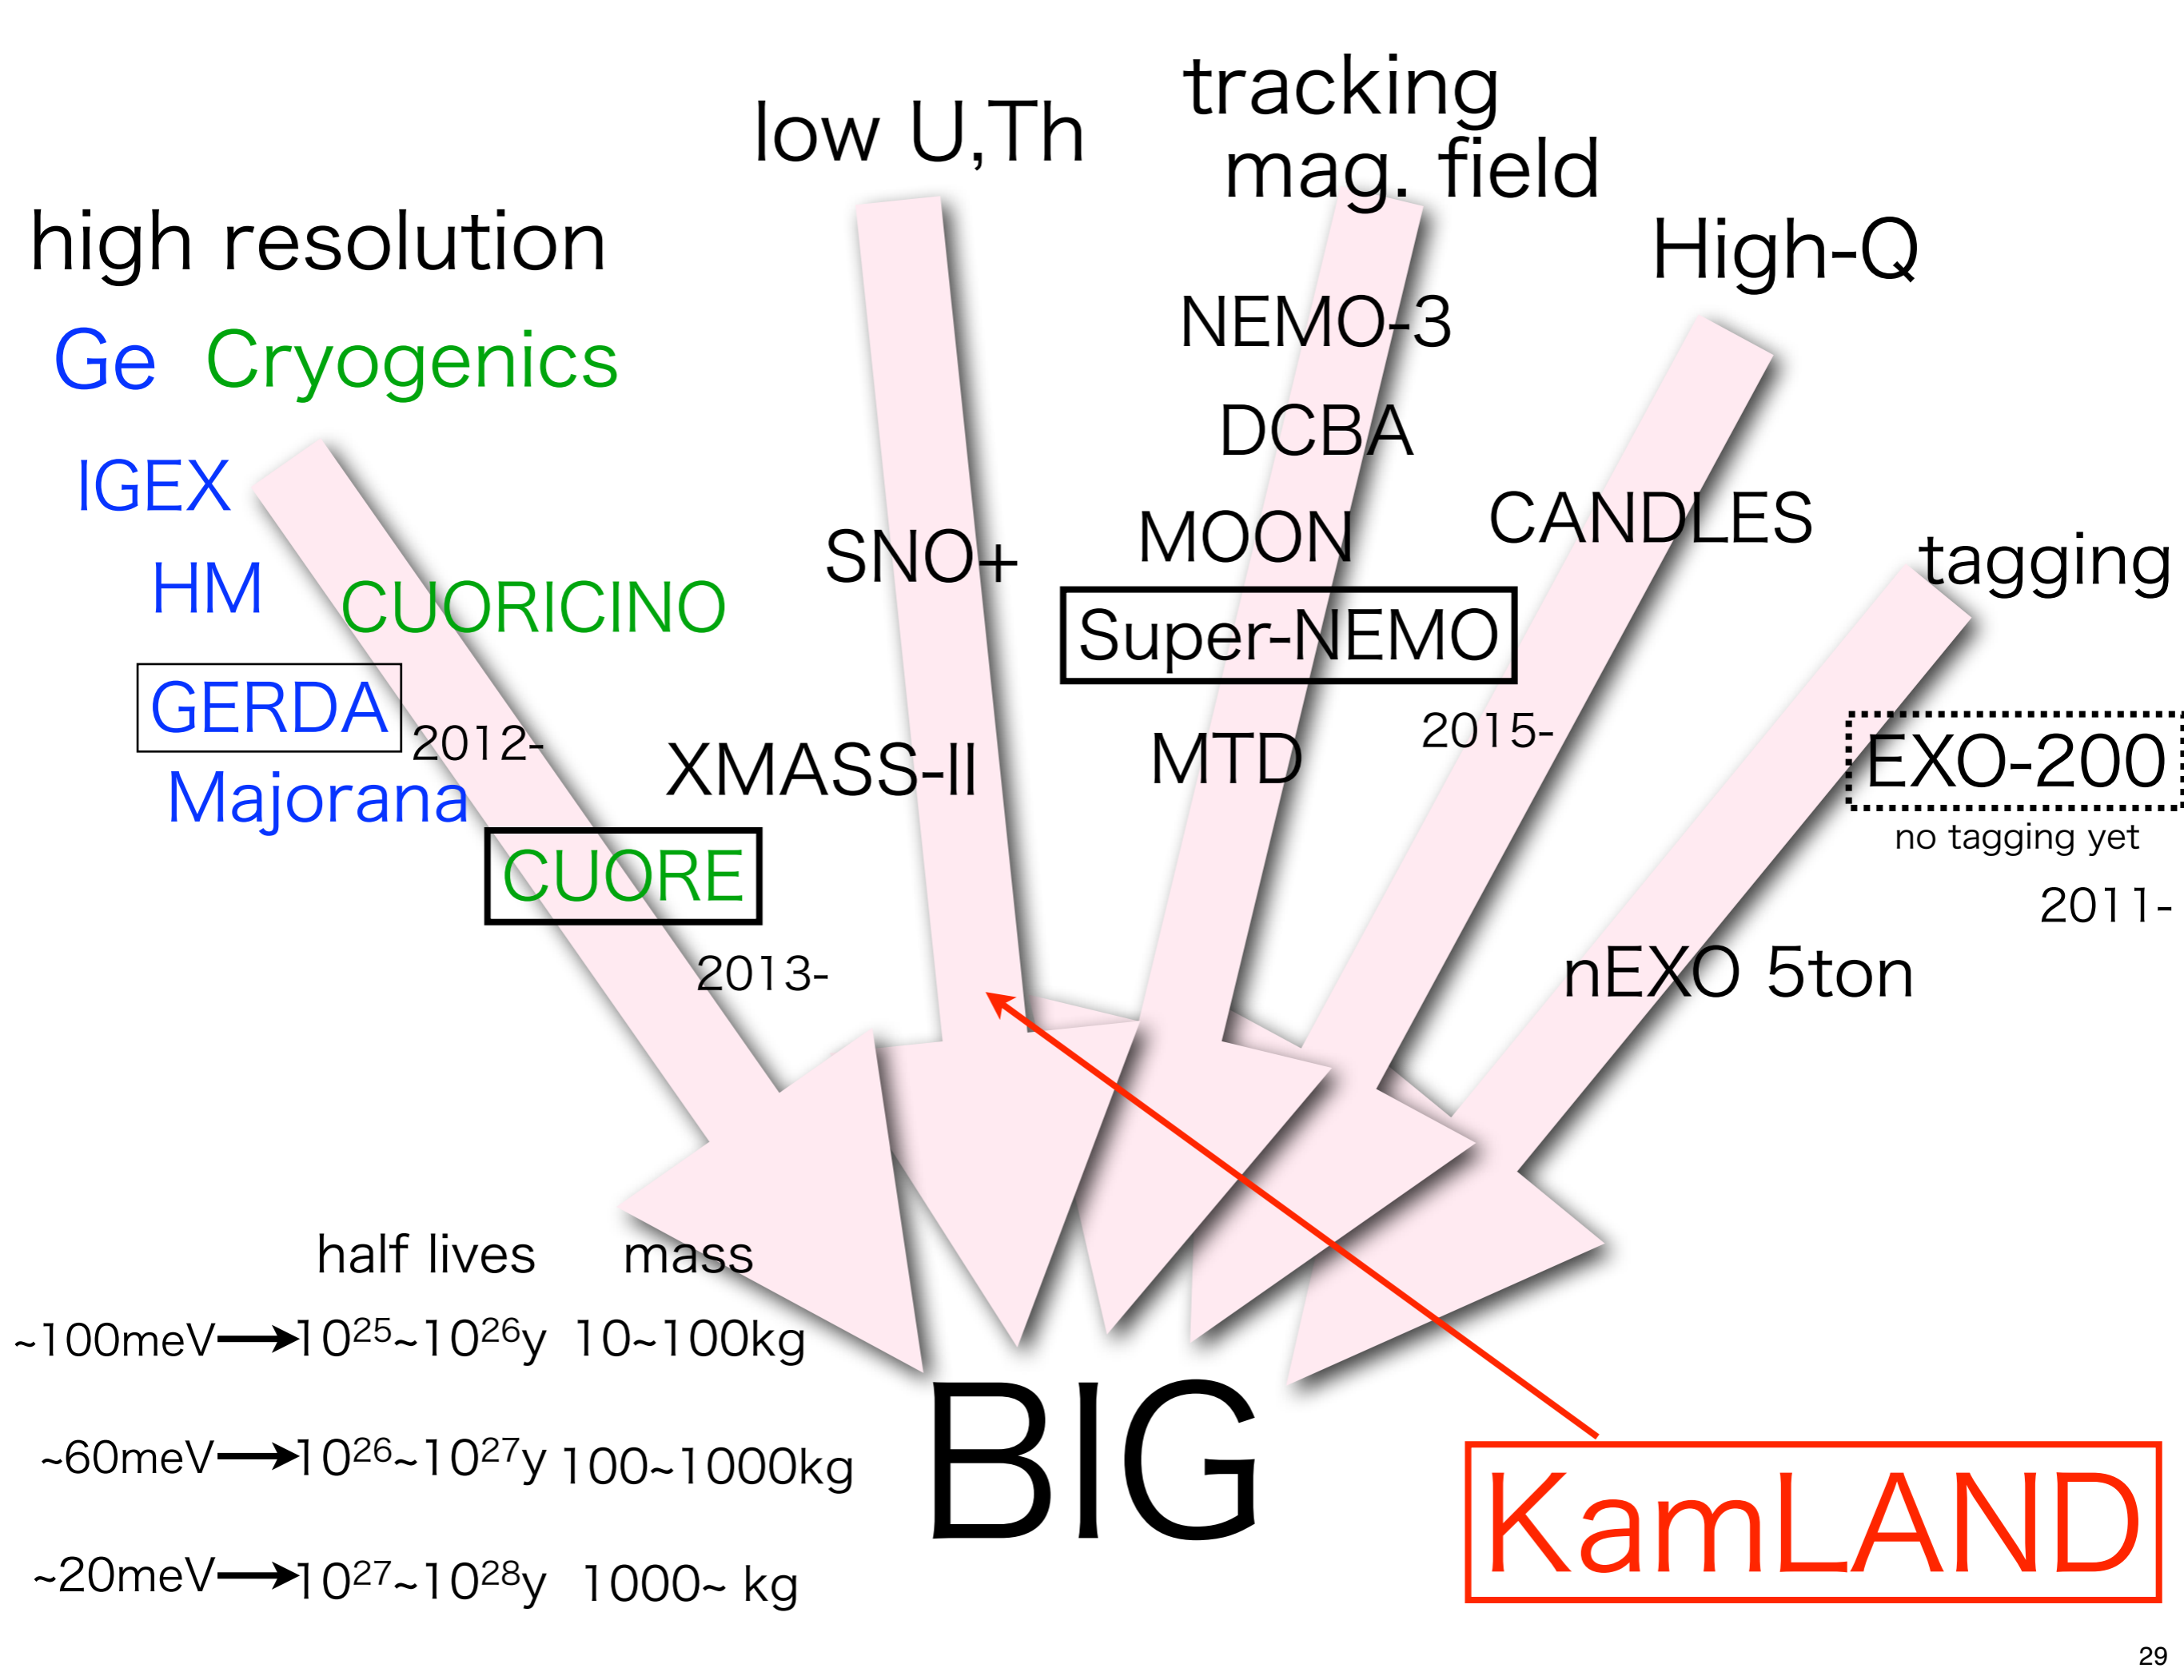 low U,Th
tracking
mag. field
high resolution
High-Q
Ge Cryogenics
NEMO-3
DCBA
IGEX
CANDLES
SNO+
MOON
tagging
HM
CUORICINO
Super-NEMO
GERDA
2012-
2015-
XMASS-II
MTD
EXO-200
no tagging yet
Majorana
CUORE
2011-
2013-
nEXO 5ton
half lives mass
~100meV 10²⁵~10²⁶y 10~100kg
~60meV 10²⁶~10²⁷y 100~1000kg
~20meV 10²⁷~10²⁸y 1000~ kg
BIG
KamLAND
29